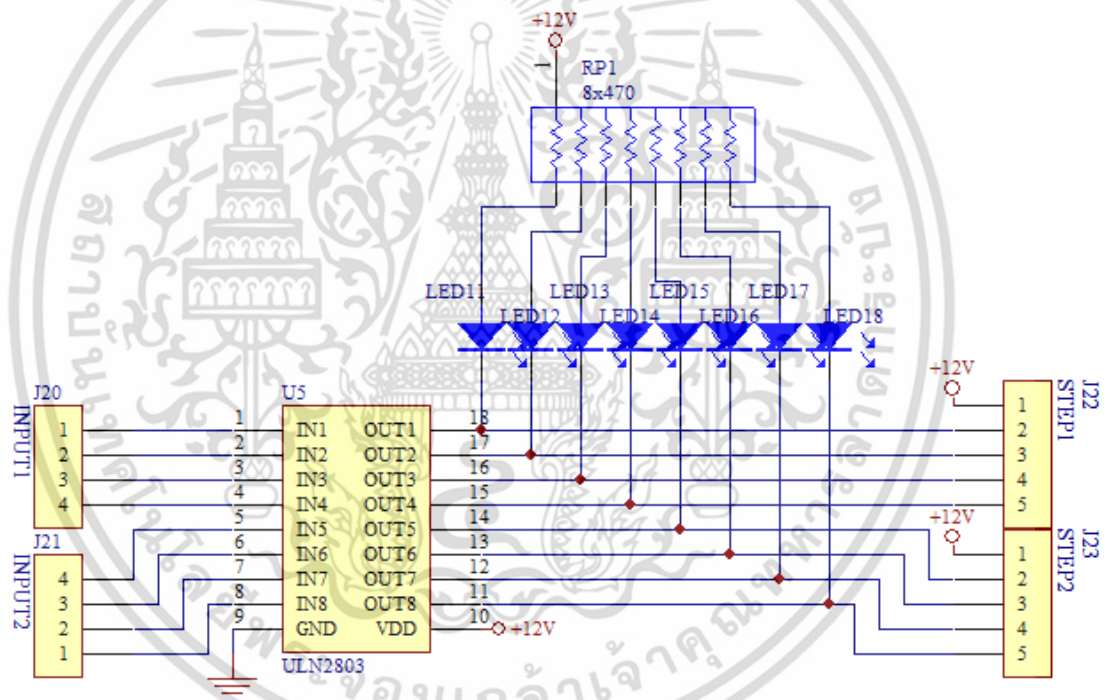 +12V
1
RP1
8x470
LED11
LED13
LED15
LED17
LED12
LED14
LED16
LED18
J20
INPUT1
1
2
3
4
J21
INPUT2
4
3
2
1
U5
1
2
3
4
5
6
7
8
9
IN1
IN2
IN3
IN4
IN5
IN6
IN7
IN8
GND
OUT1
OUT2
OUT3
OUT4
OUT5
OUT6
OUT7
OUT8
VDD
18
17
16
15
14
13
12
11
10
+12V
ULN2803
+12V
J22
STEP1
1
2
3
4
5
+12V
J23
STEP2
1
2
3
4
5